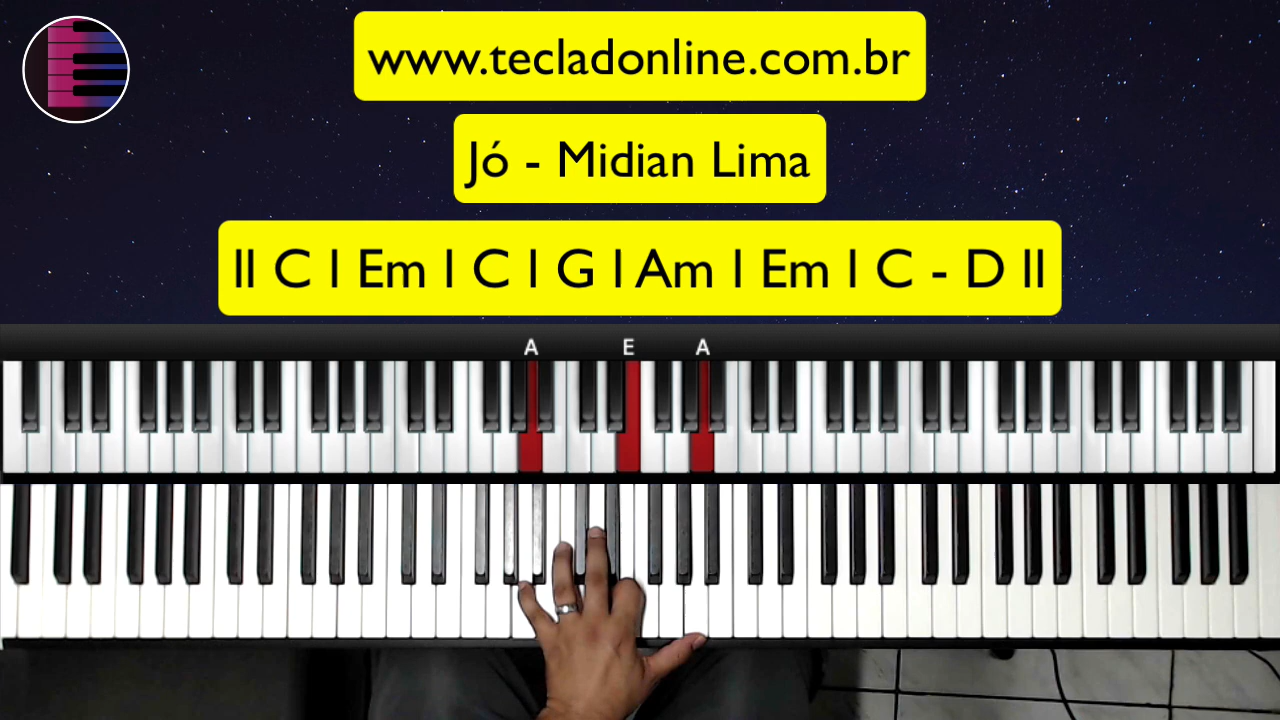 www.tecladonline.com.br
Jó - Midian Lima
II C I Em I C I G I Am I Em I C - D II
A E A